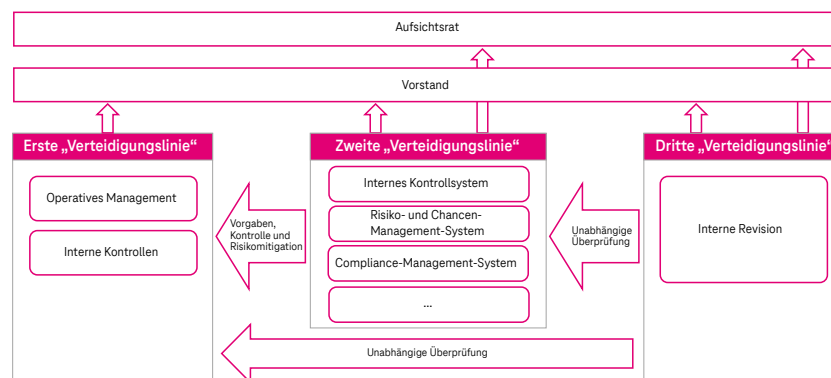 Aufsichtsrat
Vorstand
Erste „Verteidigungslinie“
Operatives Management
Interne Kontrollen
Vorgaben,
Kontrolle und
Risikomitigation
Zweite „Verteidigungslinie“
Internes Kontrollsystem
Risiko- und Chancen-
Management-System
Compliance-Management-System
...
Unabhängige
Überprüfung
Dritte „Verteidigungslinie“
Interne Revision
Unabhängige Überprüfung